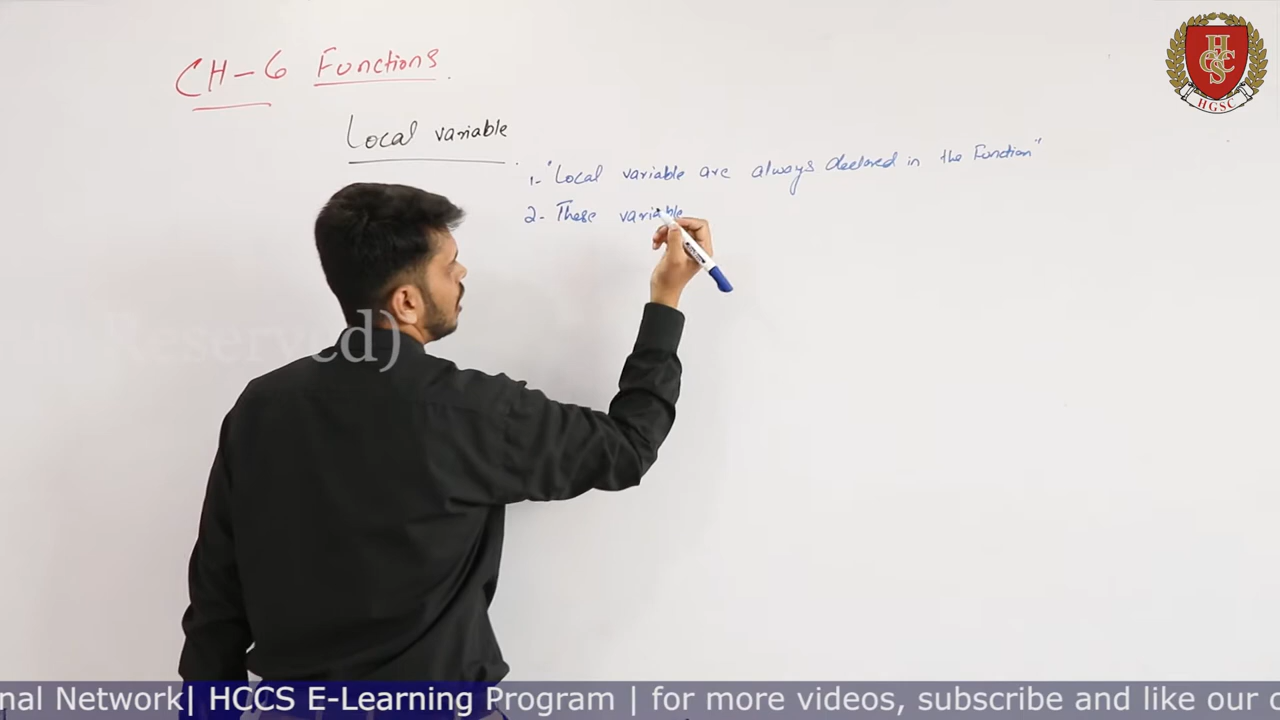 CH-6 Functions.
Local variable
1- "Local variable are always declared in the Function"
2- These variable
HGSC
Reserved)
nal Network| HCCS E-Learning Program | for more videos, subscribe and like our c